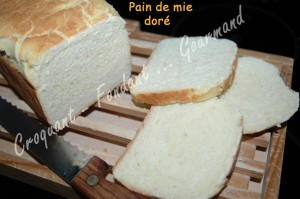 Pain de mie
doré
Croquant - Fondant ... Gourmand